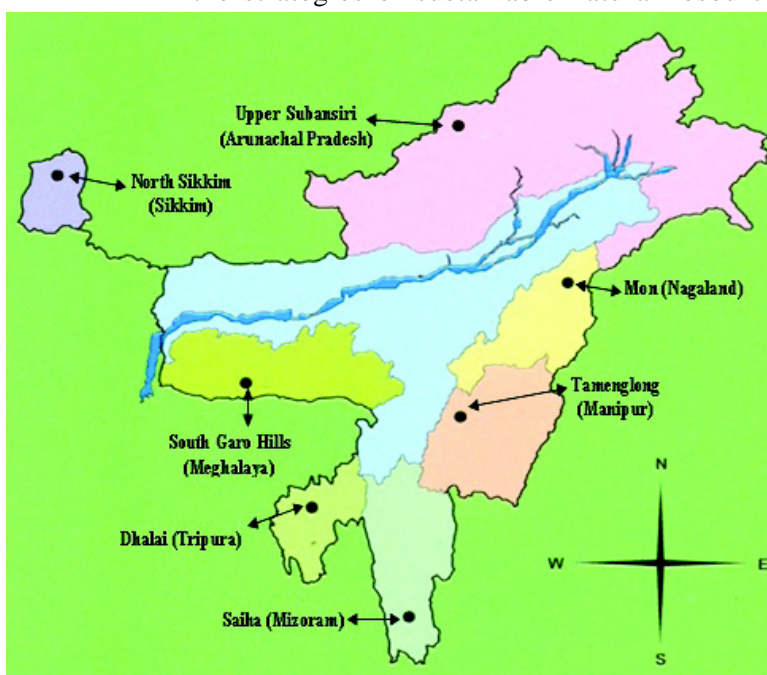 Upper Subansiri
(Arunachal Pradesh)
North Sikkim
(Sikkim)
Mon (Nagaland)
Tamenglong
(Manipur)
South Garo Hills
(Meghalaya)
Dhalai (Tripura)
Saiha (Mizoram)
N
W
E
S